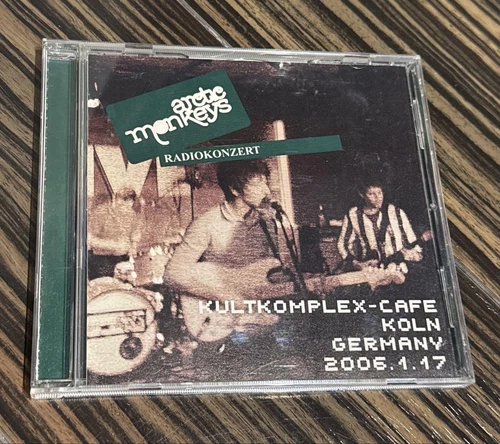 arctic
monkeys
RADIOKONZERT
KULTKOMPLEX-CAFE
KOLN
GERMANY
2006.1.17